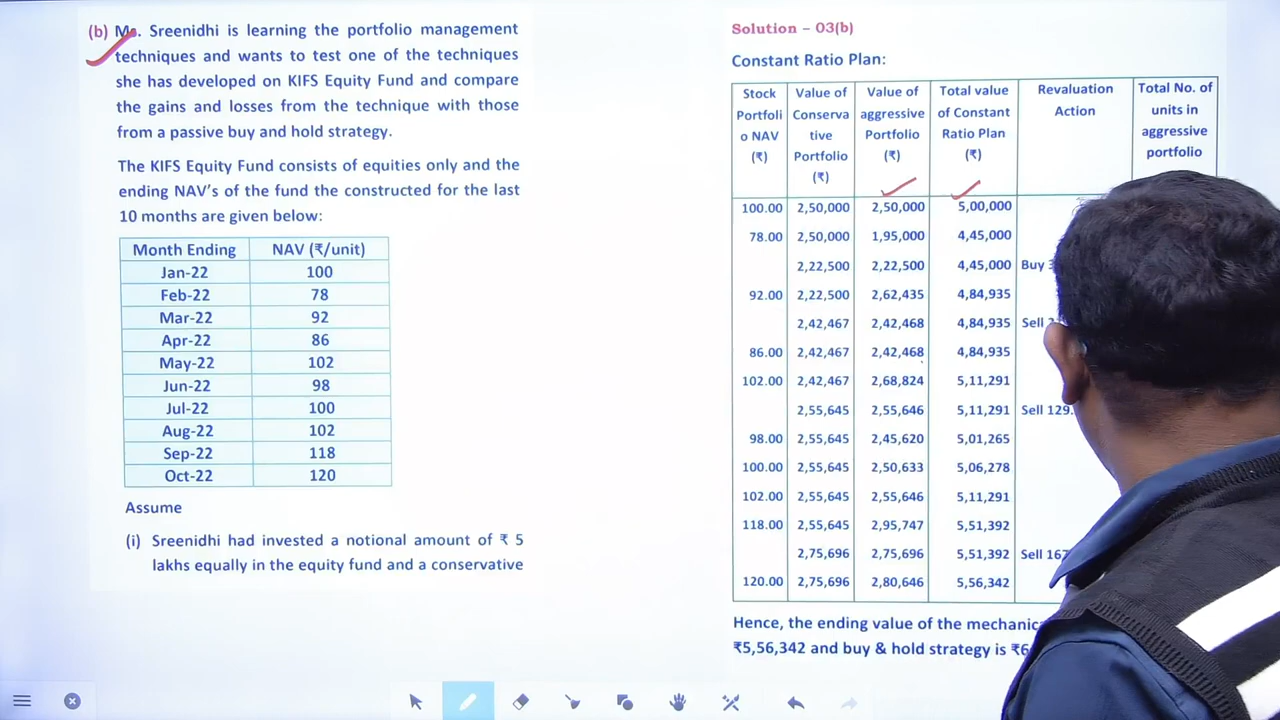 (b) Ms. Sreenidhi is learning the portfolio management
techniques and wants to test one of the techniques
she has developed on KIFS Equity Fund and compare
the gains and losses from the technique with those
from a passive buy and hold strategy.
The KIFS Equity Fund consists of equities only and the
ending NAV's of the fund the constructed for the last
10 months are given below:
Month Ending NAV (₹/unit)
Jan-22 100
Feb-22 78
Mar-22 92
Apr-22 86
May-22 102
Jun-22 98
Jul-22 100
Aug-22 102
Sep-22 118
Oct-22 120
Assume
(i) Sreenidhi had invested a notional amount of ₹ 5
lakhs equally in the equity fund and a conservative
Solution – 03(b)
Constant Ratio Plan:
Stock Value of Value of Total value Revaluation Total No. of
Portfoli Conserva aggressive of Constant Action units in
o NAV tive Portfolio Ratio Plan aggressive
(₹) Portfolio (₹) (₹) portfolio
(₹)
100.00 2,50,000 2,50,000 5,00,000
78.00 2,50,000 1,95,000 4,45,000
2,22,500 2,22,500 4,45,000 Buy
92.00 2,22,500 2,62,435 4,84,935
2,42,467 2,42,468 4,84,935 Sell
86.00 2,42,467 2,42,468 4,84,935
102.00 2,42,467 2,68,824 5,11,291
2,55,645 2,55,646 5,11,291 Sell 129.
98.00 2,55,645 2,45,620 5,01,265
100.00 2,55,645 2,50,633 5,06,278
102.00 2,55,645 2,55,646 5,11,291
118.00 2,55,645 2,95,747 5,51,392
2,75,696 2,75,696 5,51,392 Sell 167
120.00 2,75,696 2,80,646 5,56,342
Hence, the ending value of the mechanic
₹5,56,342 and buy & hold strategy is ₹6